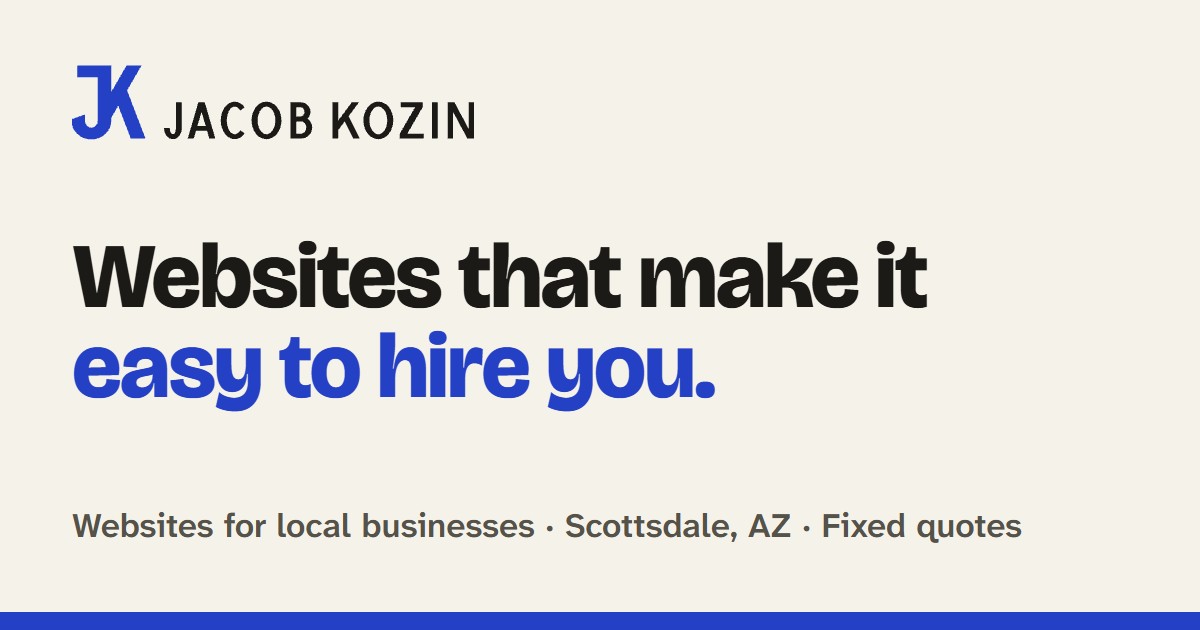 JK JACOB KOZIN
Websites that make it
easy to hire you.
Websites for local businesses · Scottsdale, AZ · Fixed quotes